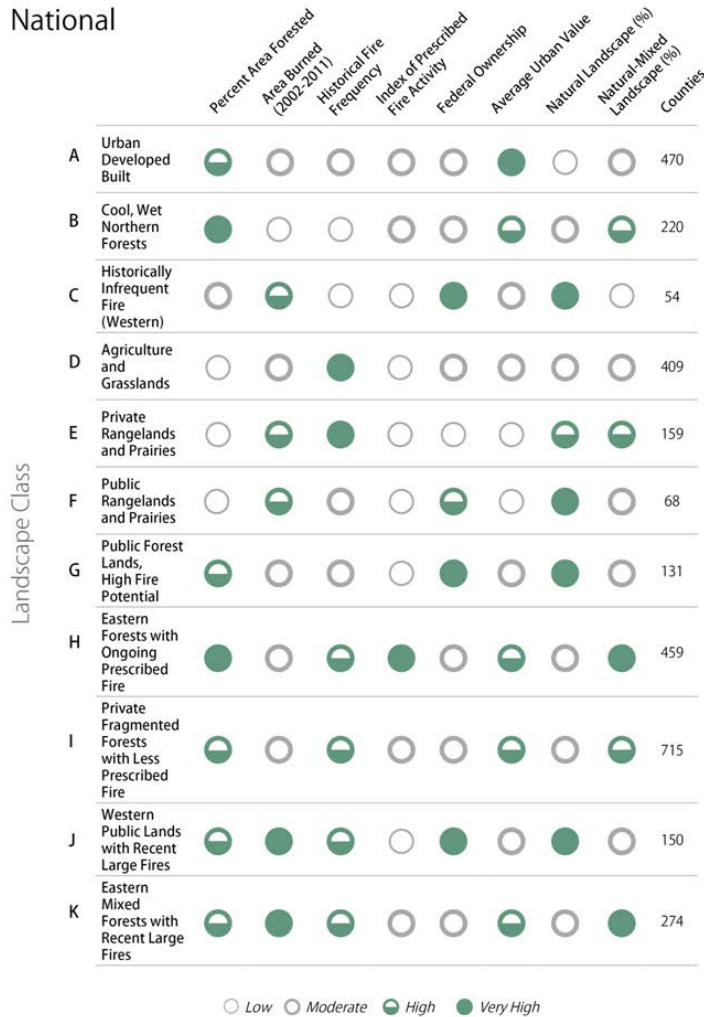 National
Percent Area Forested
Area Burned
(2002-2011)
Historical Fire
Frequency
Index of Prescribed
Fire Activity
Federal Ownership
Average Urban Value
Natural Landscape (%)
Natural-Mixed
Landscape (%)
Counties
Landscape Class
A
Urban
Developed
Built
470
B
Cool, Wet
Northern
Forests
220
C
Historically
Infrequent
Fire
(Western)
54
D
Agriculture
and
Grasslands
409
E
Private
Rangelands
and Prairies
159
F
Public
Rangelands
and Prairies
68
G
Public Forest
Lands,
High Fire
Potential
131
H
Eastern
Forests with
Ongoing
Prescribed
Fire
459
I
Private
Fragmented
Forests
with Less
Prescribed
Fire
715
J
Western
Public Lands
with Recent
Large Fires
150
K
Eastern
Mixed
Forests with
Recent Large
Fires
274
Low Moderate High Very High